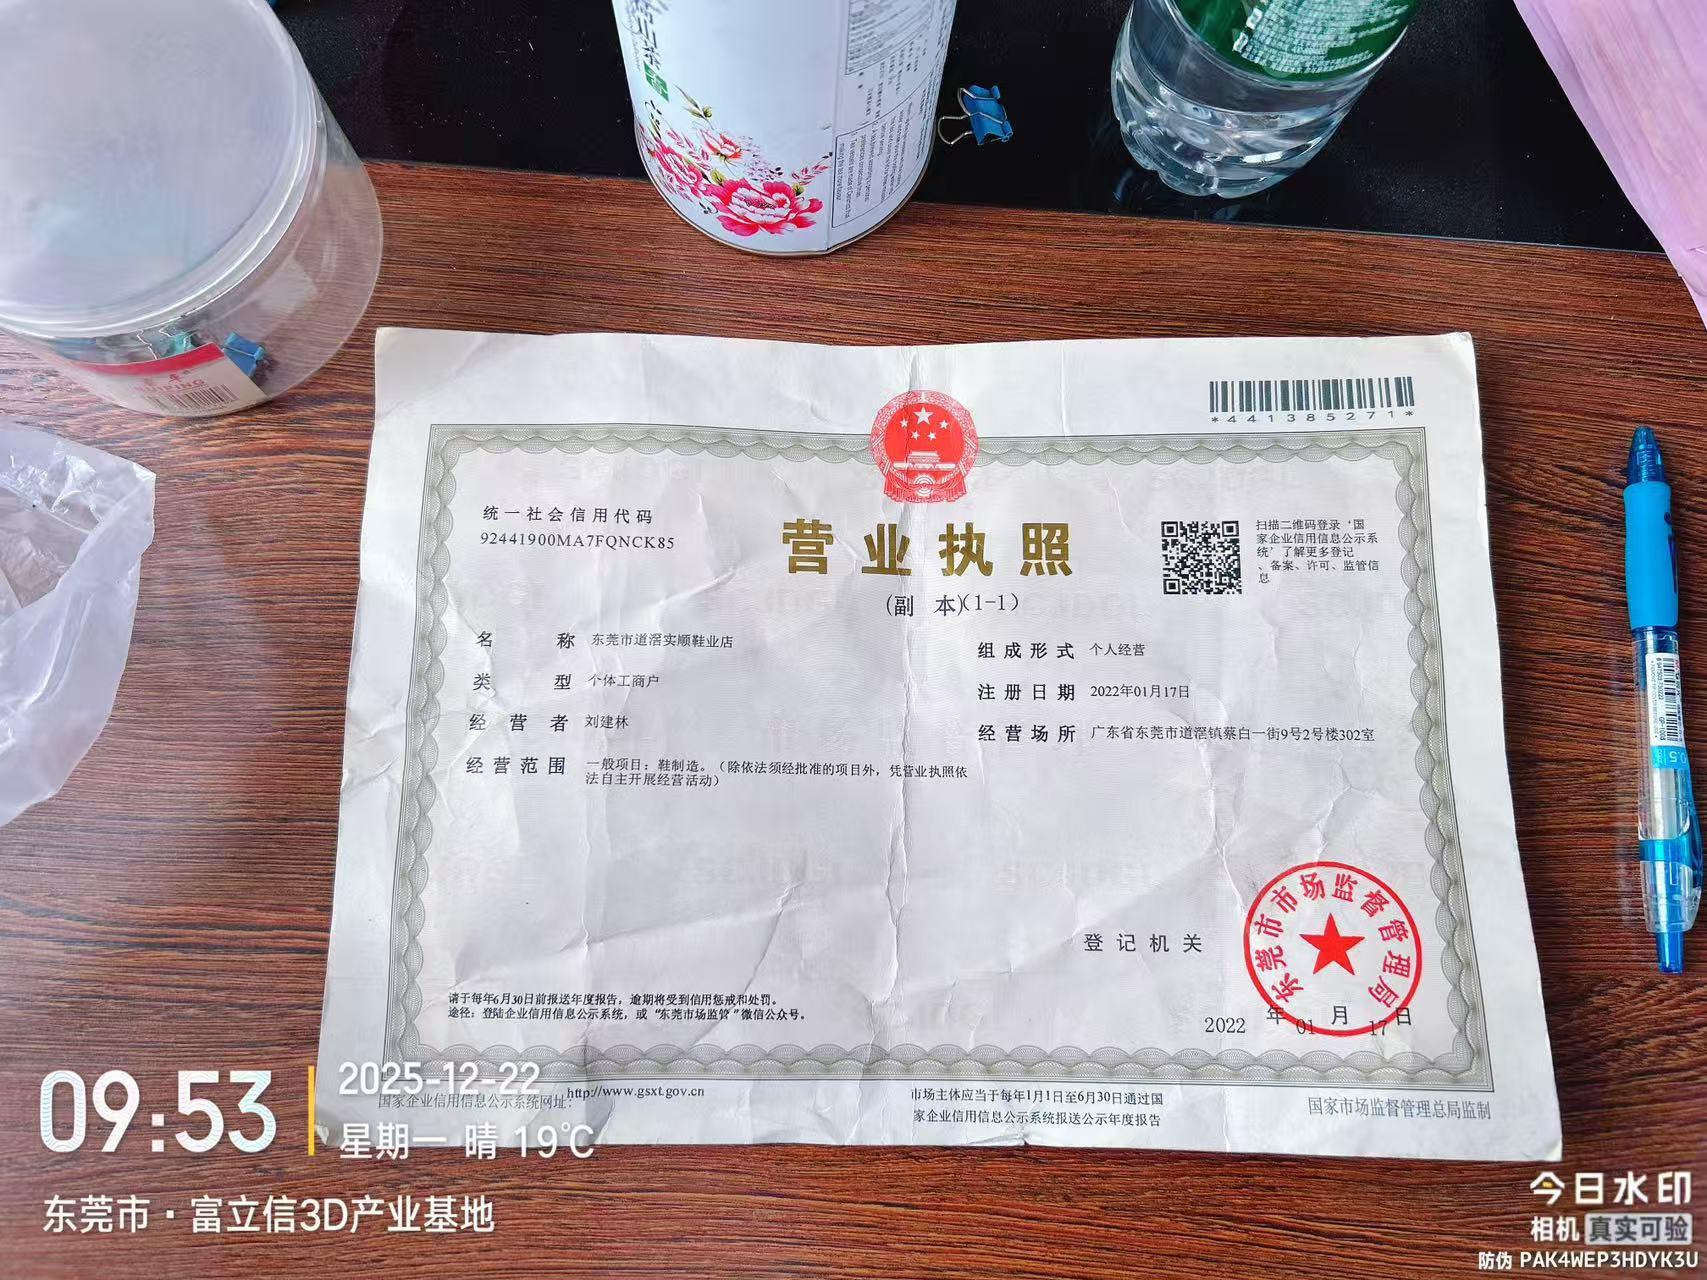 *441385271*
统一社会信用代码
92441900MA7FQNCK85
营业执照
(副 本)(1-1)
扫描二维码登录‘国
家企业信用信息公示系
统’了解更多登记
、备案、许可、监管信
息
名 称 东莞市道滘实顺鞋业店
类 型 个体工商户
经 营 者 刘建林
经 营 范 围 一般项目：鞋制造。（除依法须经批准的项目外，凭营业执照依
法自主开展经营活动）
组 成 形 式 个人经营
注 册 日 期 2022年01月17日
经 营 场 所 广东省东莞市道滘镇蔡白一街9号2号楼302室
登 记 机 关
东莞市市场监督管理局
2022 年 01 月 17 日
请于每年6月30日前报送年度报告，逾期将受到信用惩戒和处罚。
途径：登陆企业信用信息公示系统，或“东莞市场监管”微信公众号。
国家企业信用信息公示系统网址：http://www.gsxt.gov.cn
市场主体应当于每年1月1日至6月30日通过国
家企业信用信息公示系统报送公示年度报告
国家市场监督管理总局监制
09:53
2025-12-22
星期一 晴 19℃
东莞市·富立信3D产业基地
今日水印
相机 真实可验
防伪 PAK4WEP3HDYK3U